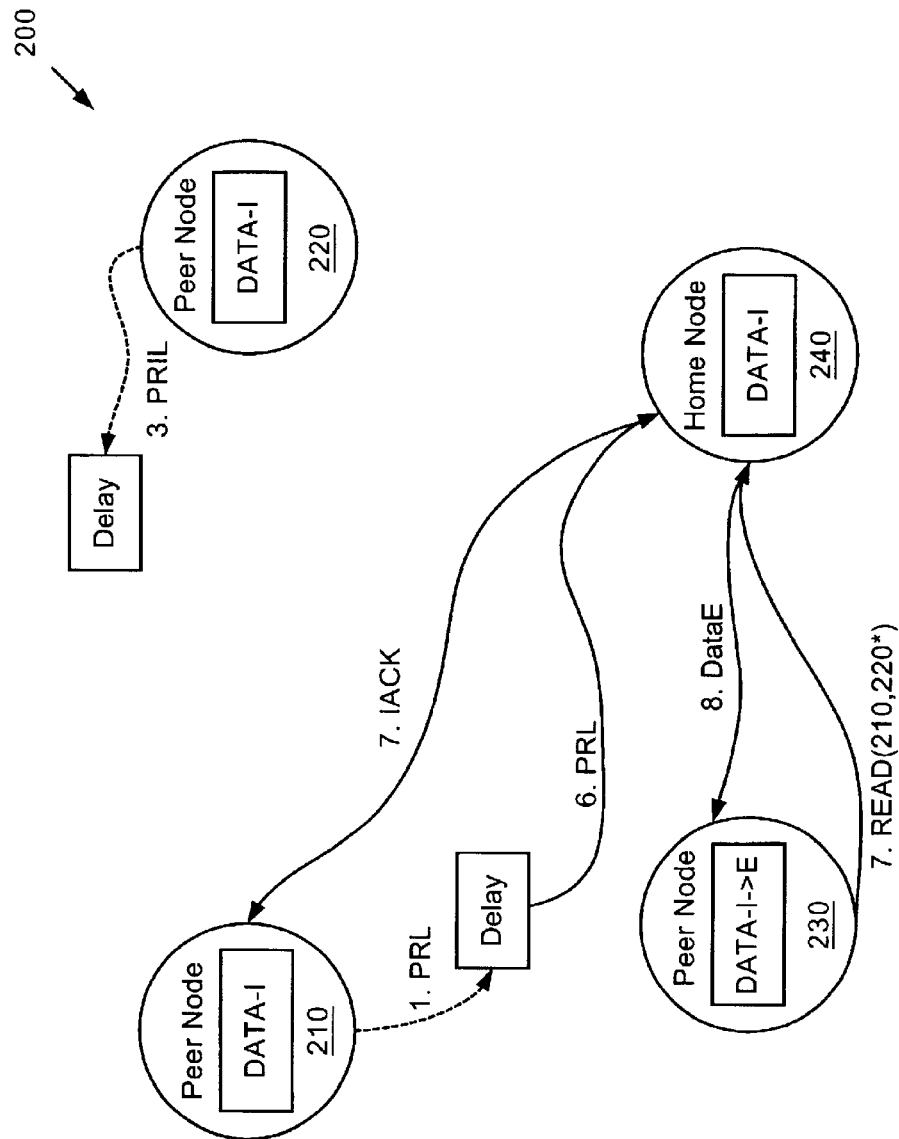 200
Peer Node
DATA-I
210
1. PRL
Delay
6. PRL
7. IACK
Delay
3. PRIL
Peer Node
DATA-I
220
Peer Node
DATA-I->E
230
8. DataE
7. READ(210,220*)
Home Node
DATA-I
240